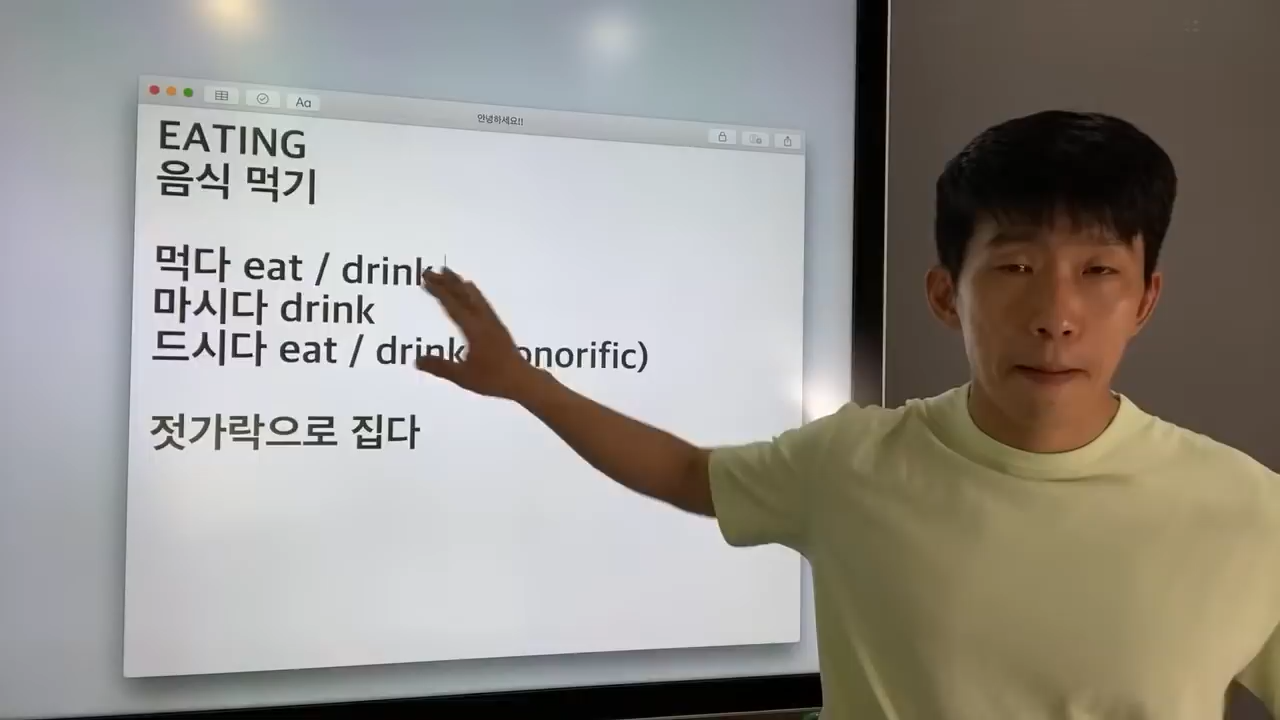 Aa
안녕하세요!!
EATING
음식 먹기
먹다 eat / drink
마시다 drink
드시다 eat / drink onorific)
젓가락으로 집다